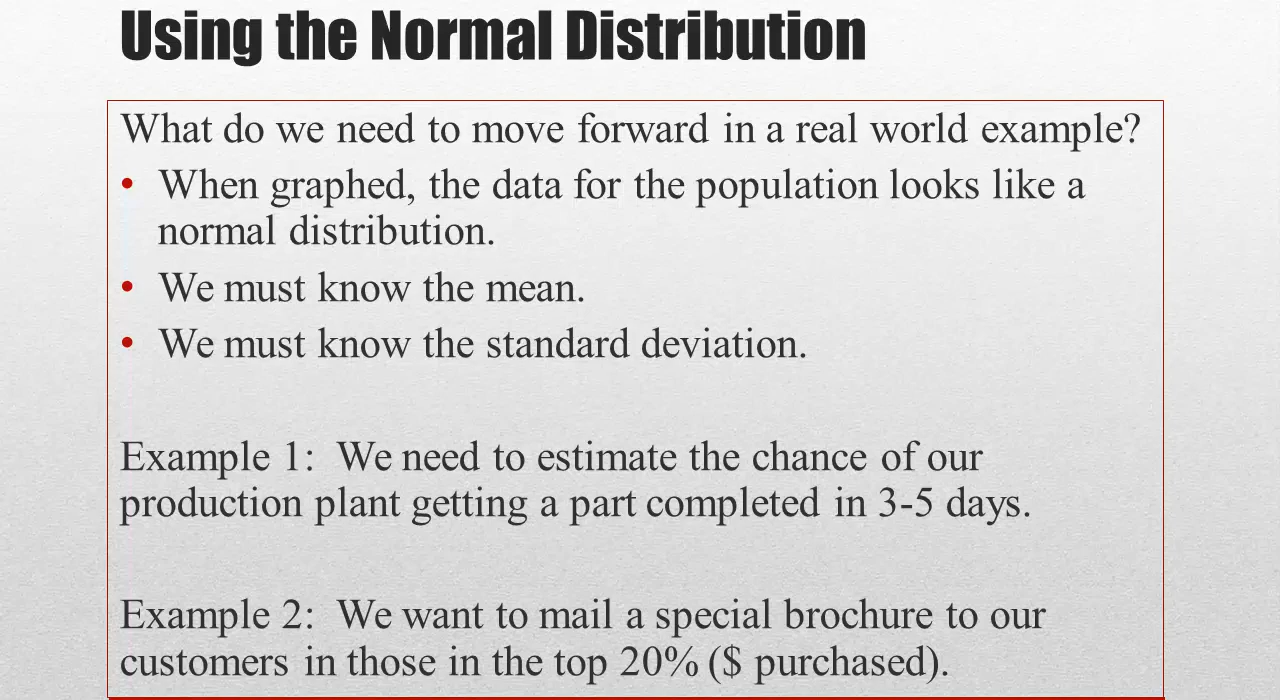 Using the Normal Distribution
What do we need to move forward in a real world example?
• When graphed, the data for the population looks like a
normal distribution.
• We must know the mean.
• We must know the standard deviation.
Example 1:  We need to estimate the chance of our
production plant getting a part completed in 3-5 days.
Example 2:  We want to mail a special brochure to our
customers in those in the top 20% ($ purchased).